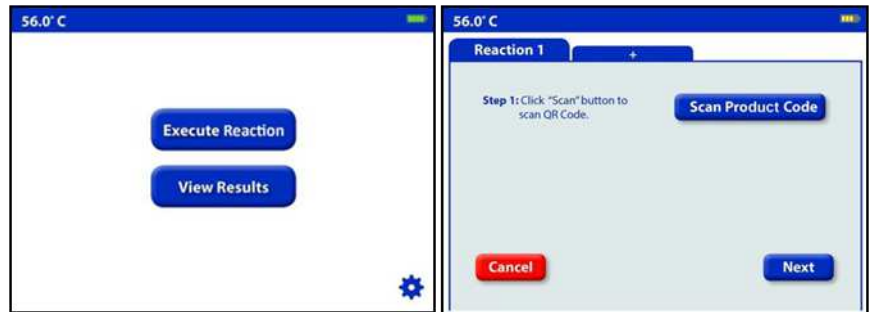 56.0° C
Execute Reaction
View Results
56.0° C
Reaction 1
+
Step 1: Click "Scan" button to
scan QR Code.
Scan Product Code
Cancel
Next